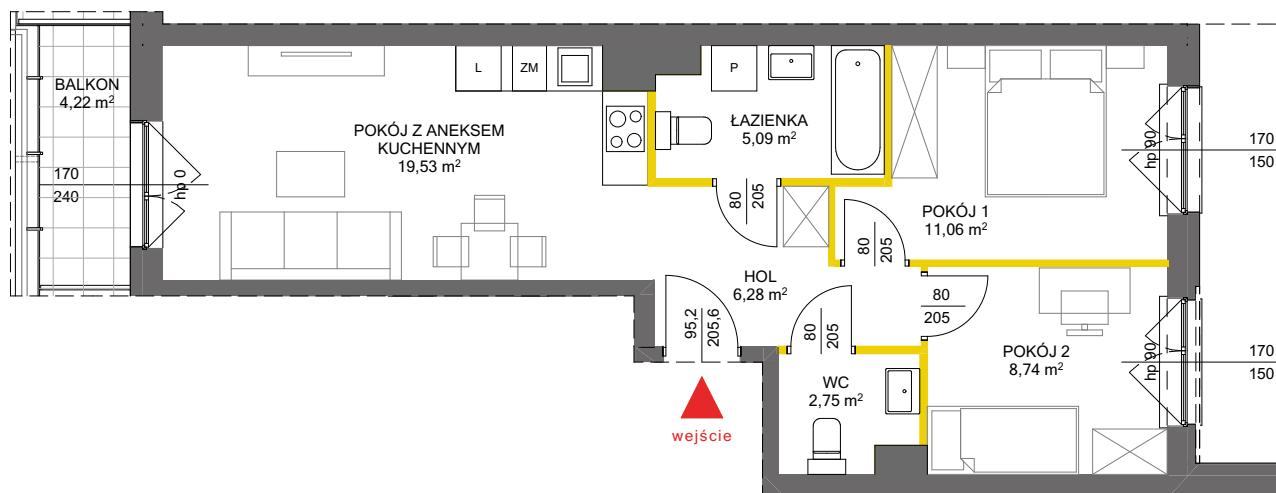 BALKON
4,22 m²
170
240
hp 0
POKÓJ Z ANEKSEM
KUCHENNYM
19,53 m²
L
ZM
P
ŁAZIENKA
5,09 m²
80
205
POKÓJ 1
11,06 m²
80
205
hp 90
170
150
HOL
6,28 m²
95,2
205,6
80
205
80
205
POKÓJ 2
8,74 m²
hp 90
170
150
WC
2,75 m²
wejście